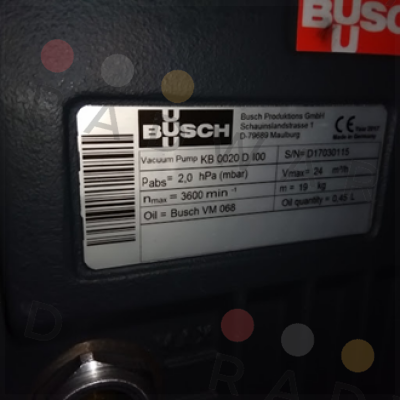 BUSCH
BUSCH
Busch Produktions GmbH
Schauinslandstrasse 1
D-79689 Maulburg
CE
Made in Germany
Vacuum Pump KB 0020 D I00
S/N= D17030115
Pabs= 2,0 hPa (mbar)
Vmax= 24 m³/h
nmax = 3600 min⁻¹
m = 19 kg
Oil = Busch VM 068
Oil quantity = 0,45 L